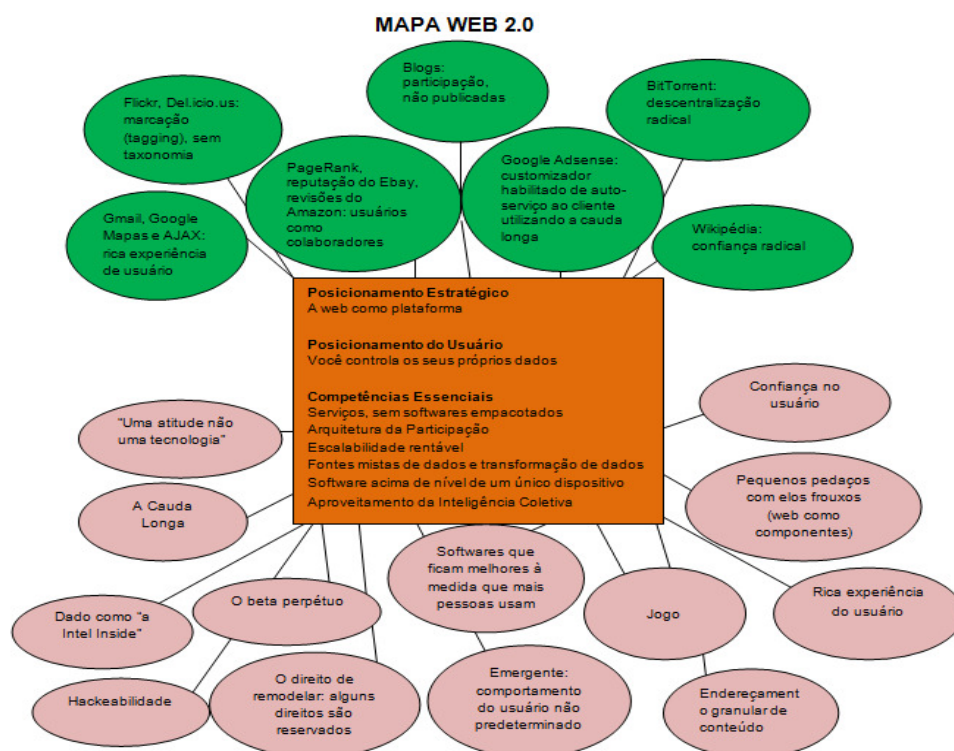 MAPA WEB 2.0
Blogs:
participação,
não publicadas
Flickr, Del.icio.us:
marcação
(tagging), sem
taxonomia
BitTorrent:
descentralização
radical
PageRank,
reputação do Ebay,
revisões do
Amazon: usuários
como
colaboradores
Google Adsense:
customizador
habilitado de auto-
serviço ao cliente
utilizando a cauda
longa
Gmail, Google
Mapas e AJAX:
rica experiência
de usuário
Wikipédia:
confiança radical
Posicionamento Estratégico
A web como plataforma
Posicionamento do Usuário
Você controla os seus próprios dados
Competências Essenciais
Serviços, sem softwares empacotados
Arquitetura da Participação
Escalabilidade rentável
Fontes mistas de dados e transformação de dados
Software acima de nível de um único dispositivo
Aproveitamento da Inteligência Coletiva
Confiança no
usuário
"Uma atitude não
uma tecnologia"
Pequenos pedaços
com elos frouxos
(web como
componentes)
A Cauda
Longa
Softwares que
ficam melhores à
medida que mais
pessoas usam
Rica experiência
do usuário
O beta perpétuo
Jogo
Dado como "a
Intel Inside"
Hackeabilidade
O direito de
remodelar: alguns
direitos são
reservados
Emergente:
comportamento
do usuário não
predeterminado
Endereçament
o granular de
conteúdo